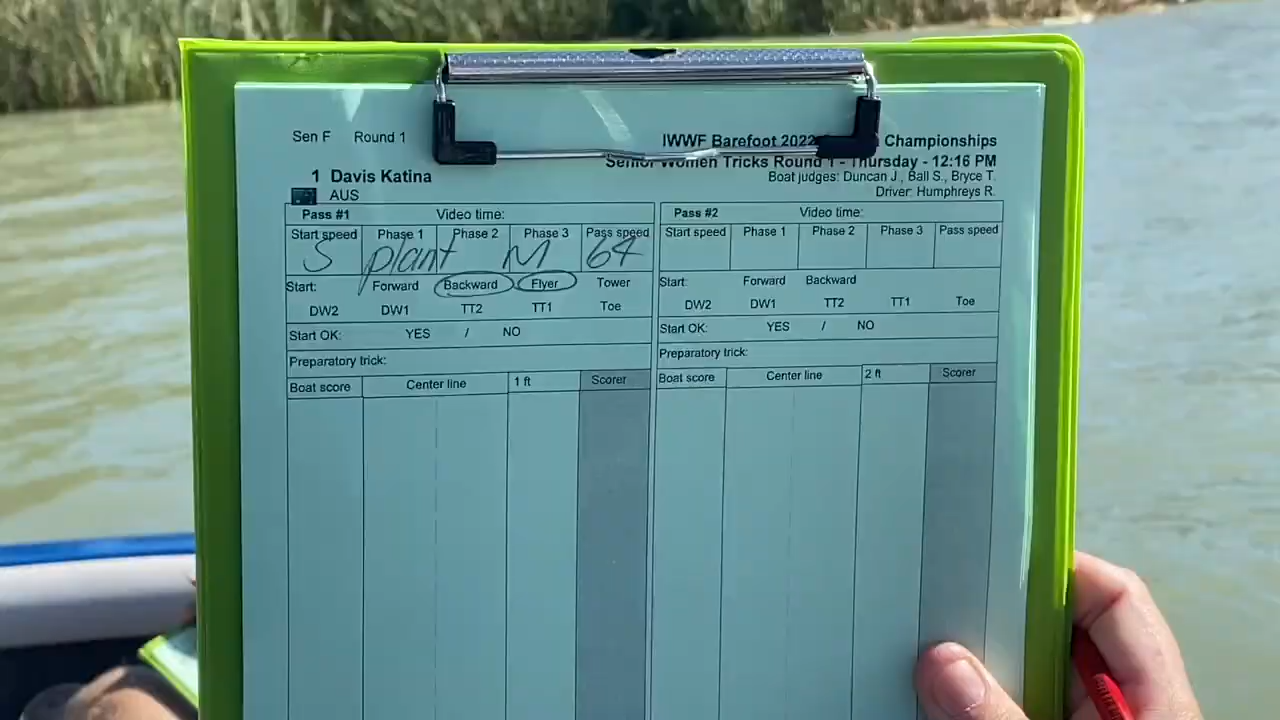 Sen F Round 1
IWWF Barefoot 2022 Championships
Senior Women Tricks Round 1 - Thursday - 12:16 PM
1 Davis Katina
Boat judges: Duncan J., Ball S., Bryce T.
AUS
Driver: Humphreys R.
Pass #1 Video time:
Start speed Phase 1 Phase 2 Phase 3 Pass speed
S plant M 64
Start: Forward Backward Flyer Tower
DW2 DW1 TT2 TT1 Toe
Start OK: YES / NO
Preparatory trick:
Boat score Center line 1 ft Scorer
Pass #2 Video time:
Start speed Phase 1 Phase 2 Phase 3 Pass speed
Start: Forward Backward
DW2 DW1 TT2 TT1 Toe
Start OK: YES / NO
Preparatory trick:
Boat score Center line 2 ft Scorer